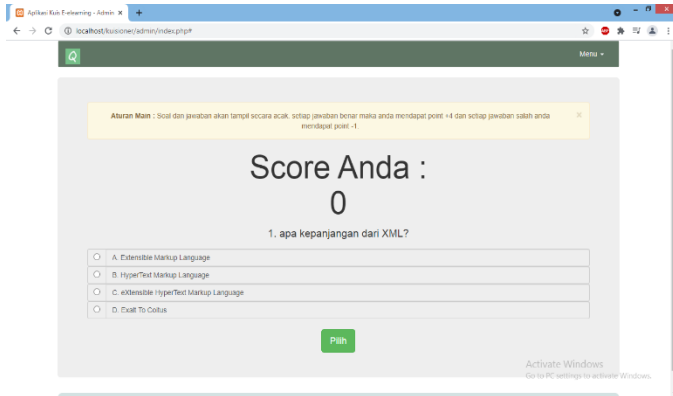 Aplikasi Kuis E-elearning - Admin
localhost/kuisioner/admin/index.php#
Q
Menu
Aturan Main : Soal dan jawaban akan tampil secara acak, setiap jawaban benar maka anda mendapat point +4 dan setiap jawaban salah anda
mendapat point -1.
Score Anda :
0
1. apa kepanjangan dari XML?
A. Extensible Markup Language
B. HyperText Markup Language
C. eXtensible HyperText Markup Language
D. Exalt To Coitus
Pilih
Activate Windows
Go to PC settings to activate Windows.